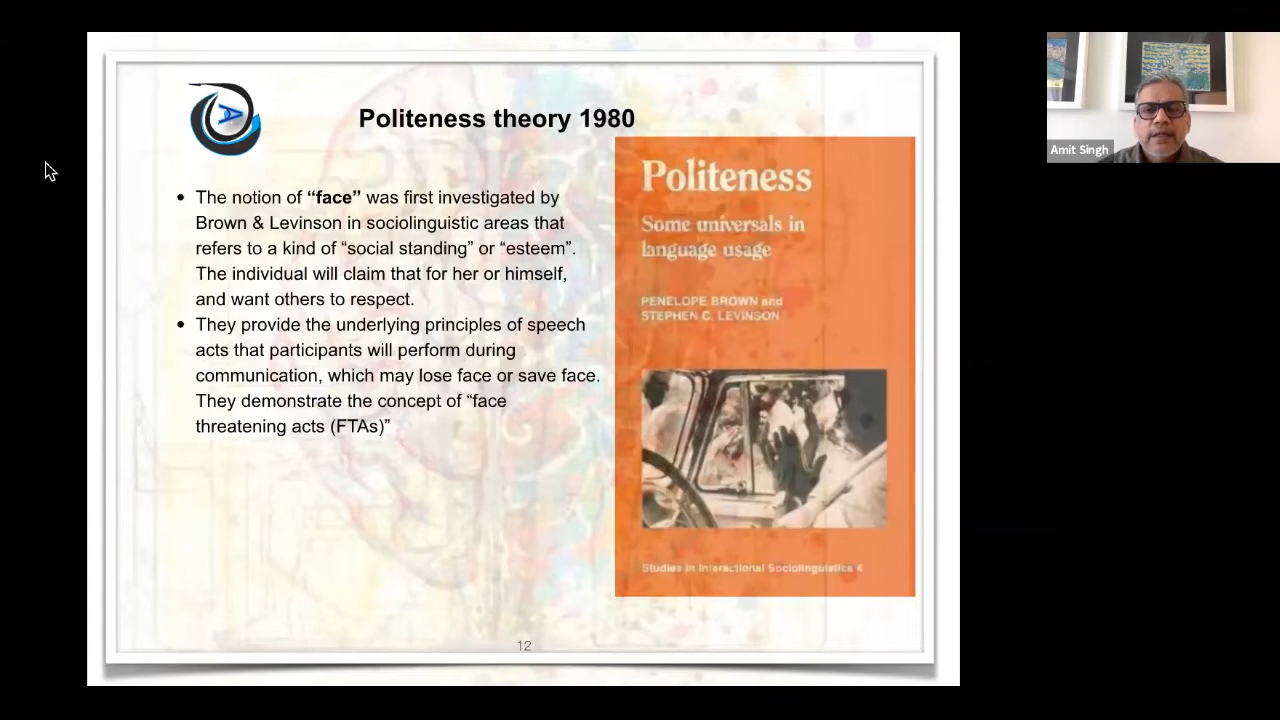 Politeness theory 1980
• The notion of “face” was first investigated by
Brown & Levinson in sociolinguistic areas that
refers to a kind of “social standing” or “esteem”.
The individual will claim that for her or himself,
and want others to respect.
• They provide the underlying principles of speech
acts that participants will perform during
communication, which may lose face or save face.
They demonstrate the concept of “face
threatening acts (FTAs)”
Politeness
Some universals in
language usage
PENELOPE BROWN and
STEPHEN C. LEVINSON
Studies in Interactional Sociolinguistics 4
12
Amit Singh